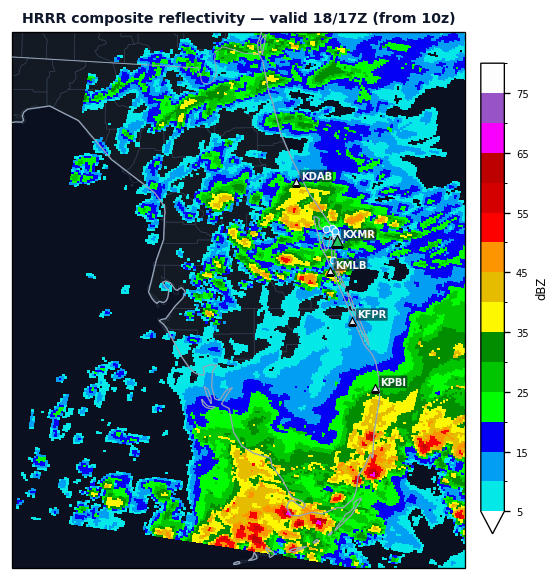 HRRR composite reflectivity — valid 18/17Z (from 10z)
KDAB
KXMR
KMLB
KFPR
KPBI
75
65
55
45
35
25
15
5
dBZ